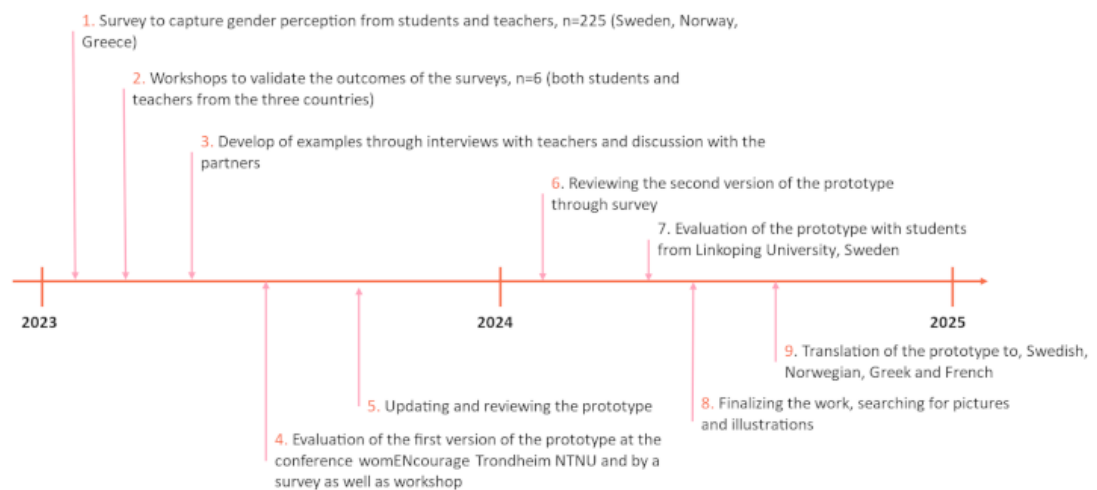 1. Survey to capture gender perception from students and teachers, n=225 (Sweden, Norway,
Greece)
2. Workshops to validate the outcomes of the surveys, n=6 (both students and
teachers from the three countries)
3. Develop of examples through interviews with teachers and discussion with the
partners
6. Reviewing the second version of the prototype
through survey
7. Evaluation of the prototype with students
from Linkoping University, Sweden
2023
2024
2025
9. Translation of the prototype to, Swedish,
Norwegian, Greek and French
5. Updating and reviewing the prototype
8. Finalizing the work, searching for pictures
and illustrations
4. Evaluation of the first version of the prototype at the
conference womENcourage Trondheim NTNU and by a
survey as well as workshop